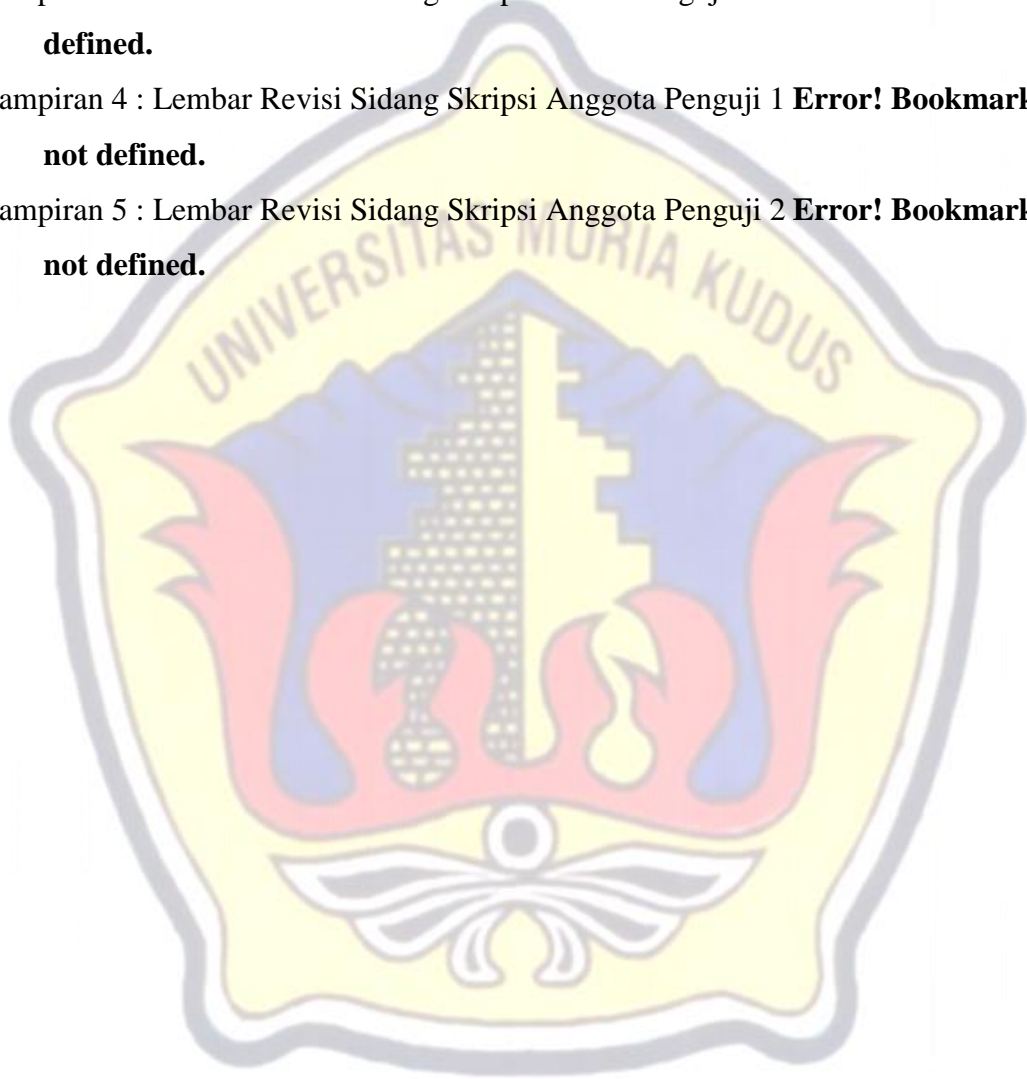 defined.
ampiran 4 : Lembar Revisi Sidang Skripsi Anggota Penguji 1 Error! Bookmark
not defined.
ampiran 5 : Lembar Revisi Sidang Skripsi Anggota Penguji 2 Error! Bookmark
not defined.
UNIVERSITAS MURIA KUDUS